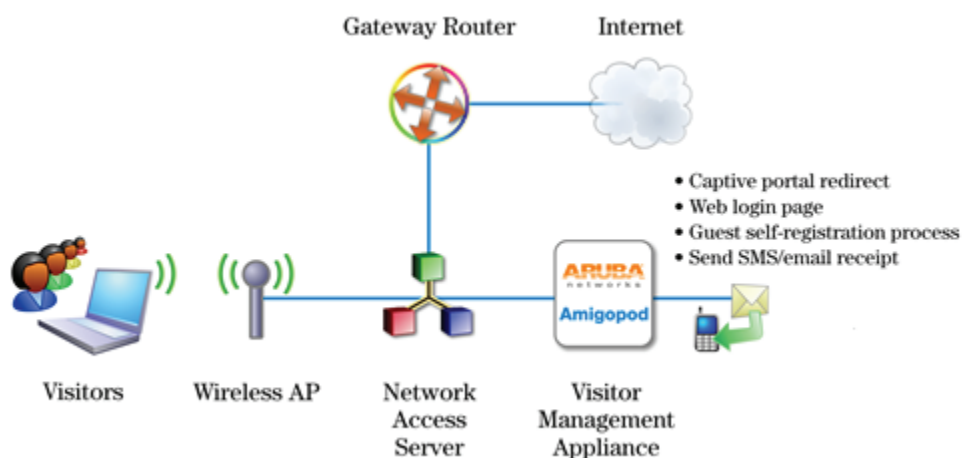 Gateway Router
Internet
• Captive portal redirect
• Web login page
• Guest self-registration process
• Send SMS/email receipt
ARUBA
networks
Amigopod
Visitors
Wireless AP
Network
Access
Server
Visitor
Management
Appliance